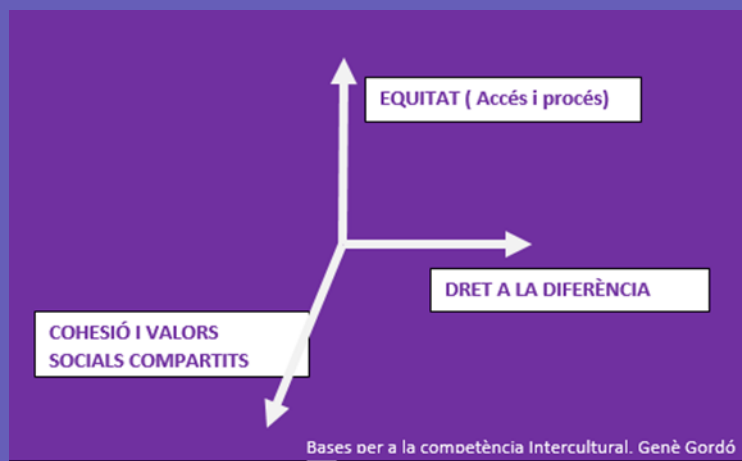 EQUITAT ( Accés i procés)
DRET A LA DIFERÈNCIA
COHESIÓ I VALORS
SOCIALS COMPARTITS
Bases per a la competència Intercultural. Genè Gordó